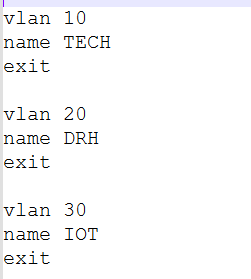 vlan 10
name TECH
exit

vlan 20
name DRH
exit

vlan 30
name IOT
exit